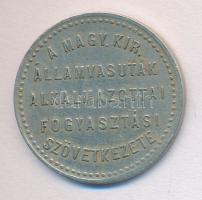 A MAGY. KIR.
ÁLLAMVASUTAK
ALKALMAZOTTAI
FOGYASZTÁSI
SZÖVETKEZETE